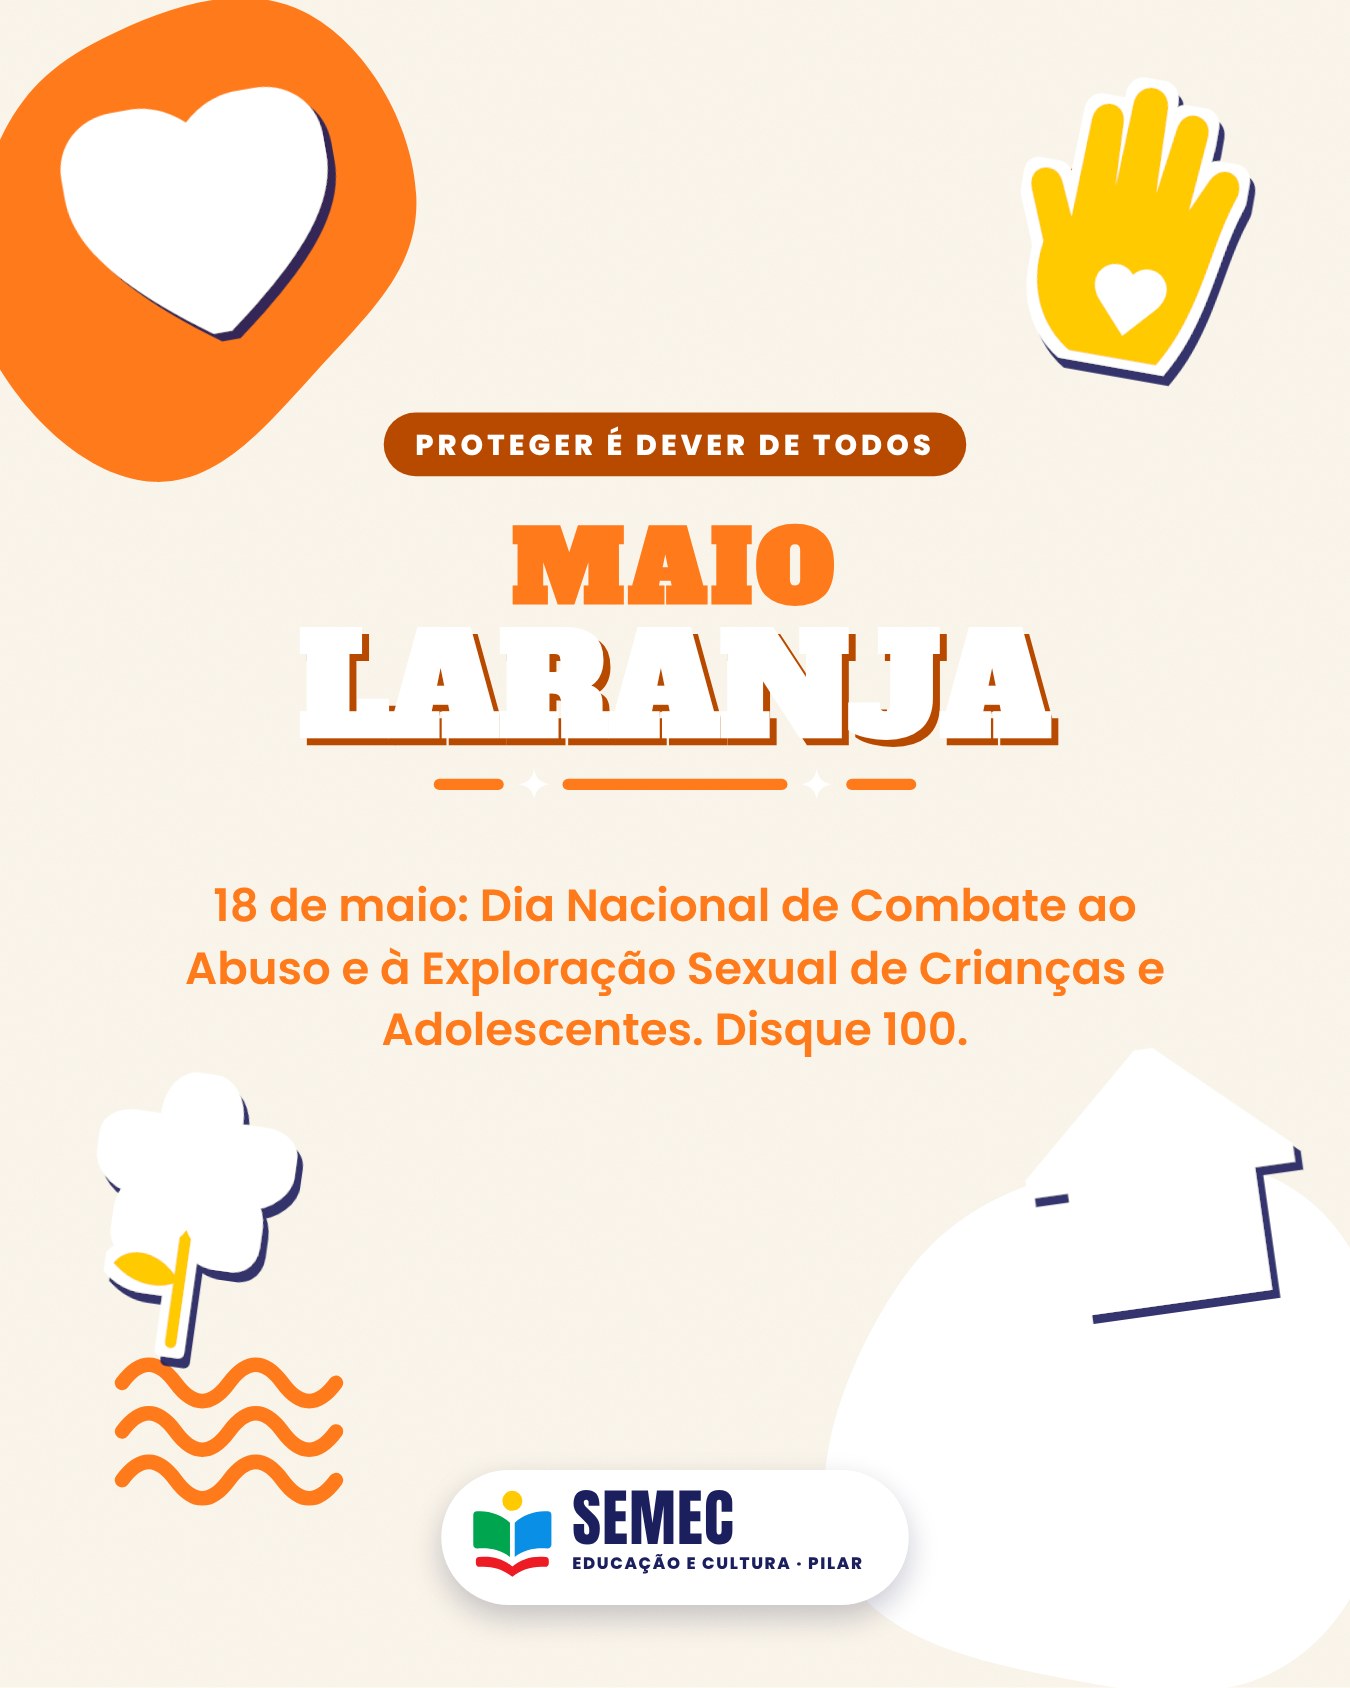 PROTEGER É DEVER DE TODOS
MAIO
LARANJA
18 de maio: Dia Nacional de Combate ao
Abuso e à Exploração Sexual de Crianças e
Adolescentes. Disque 100.
SEMEC
EDUCAÇÃO E CULTURA · PILAR